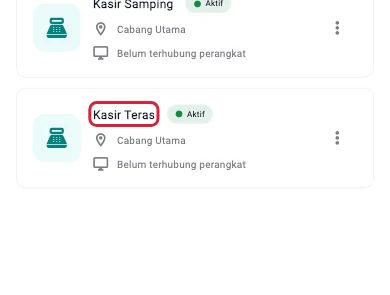 Kasir Samping Aktif
Cabang Utama
Belum terhubung perangkat
Kasir Teras Aktif
Cabang Utama
Belum terhubung perangkat